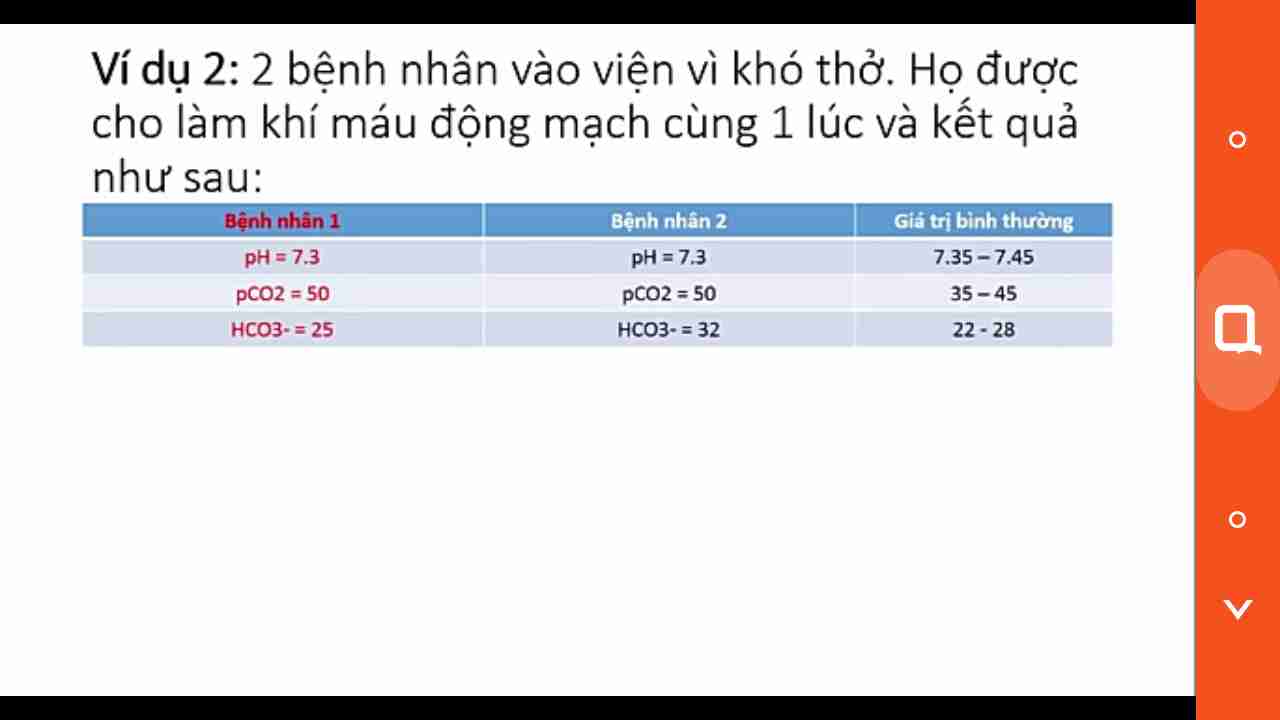 Ví dụ 2: 2 bệnh nhân vào viện vì khó thở. Họ được
cho làm khí máu động mạch cùng 1 lúc và kết quả
như sau:
Bệnh nhân 1 Bệnh nhân 2 Giá trị bình thường
pH = 7.3 pH = 7.3 7.35 – 7.45
pCO2 = 50 pCO2 = 50 35 – 45
HCO3- = 25 HCO3- = 32 22 - 28